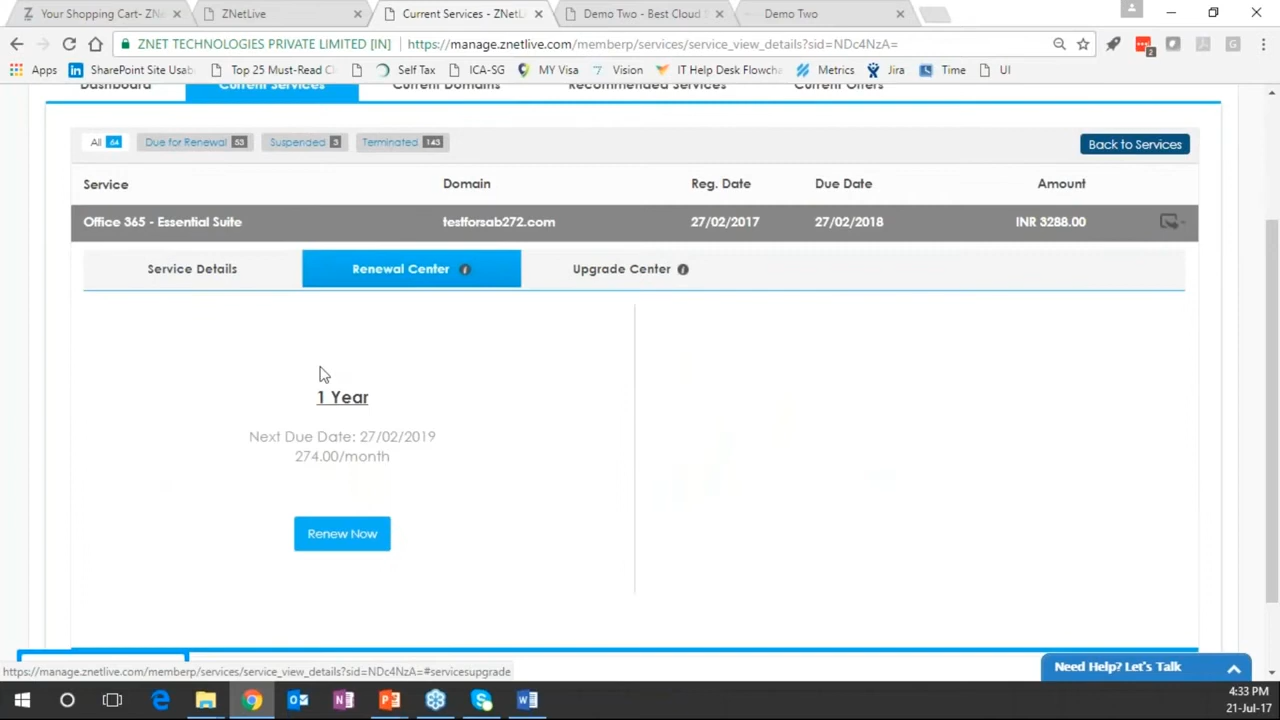 Your Shopping Cart- ZNe
ZNetLive
Current Services - ZNetL
Demo Two - Best Cloud
Demo Two
ZNET TECHNOLOGIES PRIVATE LIMITED [IN]
https://manage.znetlive.com/memberp/services/service_view_details?sid=NDc4NzA=
Apps
SharePoint Site Usab
Top 25 Must-Read Cl
Self Tax
ICA-SG
MY Visa
Vision
IT Help Desk Flowcha
Metrics
Jira
Time
UI
Dashboard
Current Services
Current Domains
Recommended Services
Current Offers
All 64
Due for Renewal 53
Suspended 3
Terminated 143
Back to Services
Service
Domain
Reg. Date
Due Date
Amount
Office 365 - Essential Suite
testforsab272.com
27/02/2017
27/02/2018
INR 3288.00
Service Details
Renewal Center
Upgrade Center
1 Year
Next Due Date: 27/02/2019
274.00/month
Renew Now
https://manage.znetlive.com/memberp/services/service_view_details?sid=NDc4NzA=#servicesupgrade
Need Help? Let's Talk
4:33 PM
21-Jul-17